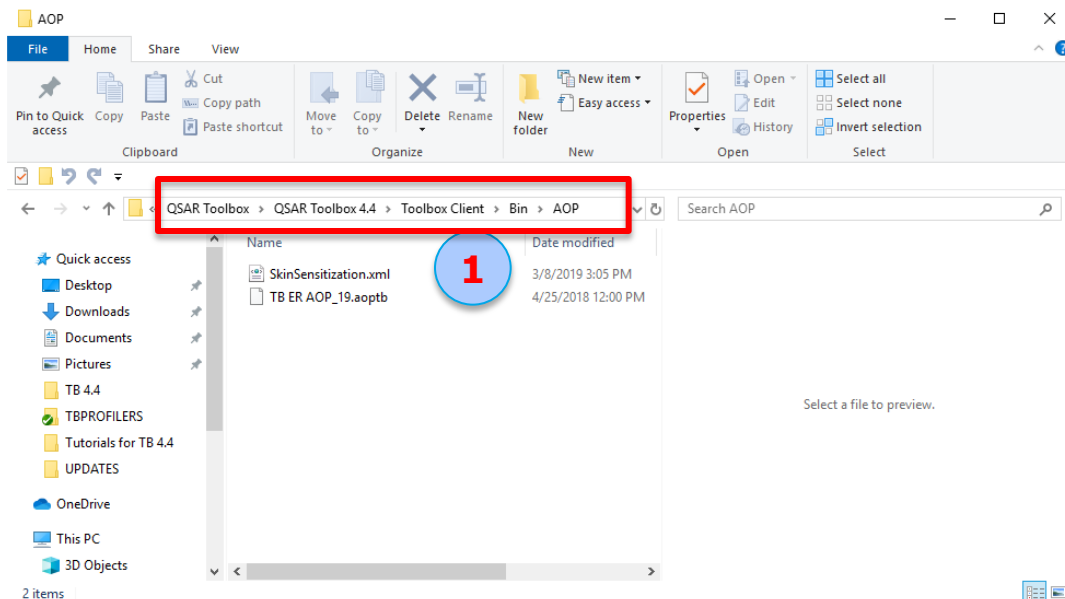 AOP
File Home Share View
Pin to Quick access
Copy
Paste
Cut
Copy path
Paste shortcut
Clipboard
Move to
Copy to
Delete
Rename
Organize
New folder
New item
Easy access
New
Properties
Open
Edit
History
Open
Select all
Select none
Invert selection
Select
« QSAR Toolbox > QSAR Toolbox 4.4 > Toolbox Client > Bin > AOP
Search AOP
Name Date modified
1
SkinSensitization.xml 3/8/2019 3:05 PM
TB ER AOP_19.aoptb 4/25/2018 12:00 PM
Quick access
Desktop
Downloads
Documents
Pictures
TB 4.4
TBPROFILERS
Tutorials for TB 4.4
UPDATES
OneDrive
This PC
3D Objects
Select a file to preview.
2 items